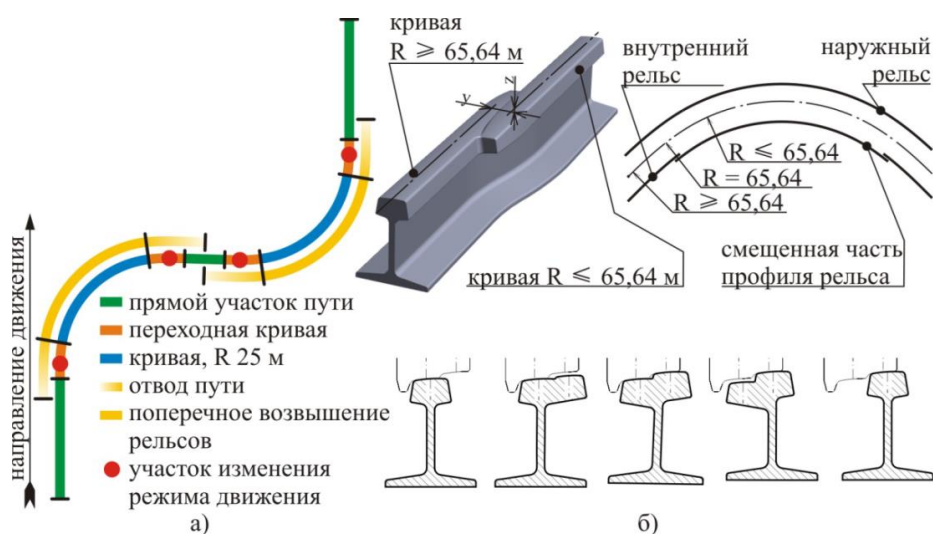 кривая
R ⩾ 65,64 м
z
y
внутренний
рельс
наружный
рельс
R ⩽ 65,64
R = 65,64
R ⩾ 65,64
смещенная часть
профиля рельса
кривая R ⩽ 65,64 м
направление движения
прямой участок пути
переходная кривая
кривая, R 25 м
отвод пути
поперечное возвышение
рельсов
участок изменения
режима движения
а)
б)